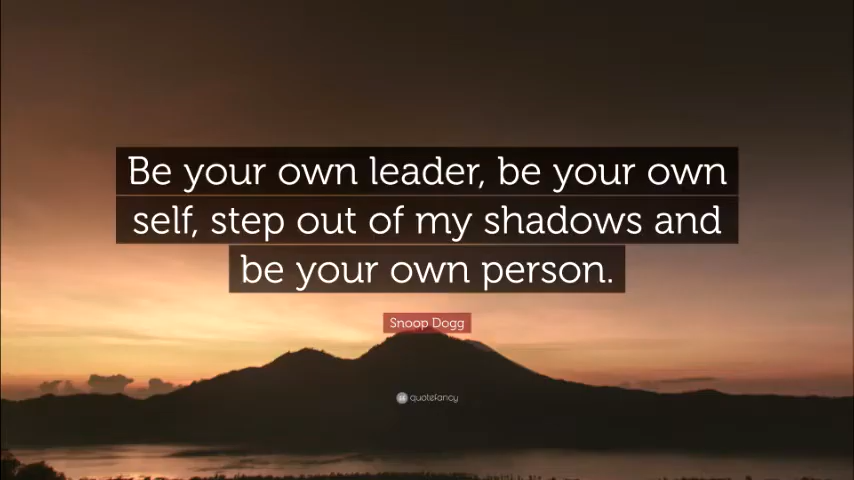 Be your own leader, be your own
self, step out of my shadows and
be your own person.
Snoop Dogg
quotefancy